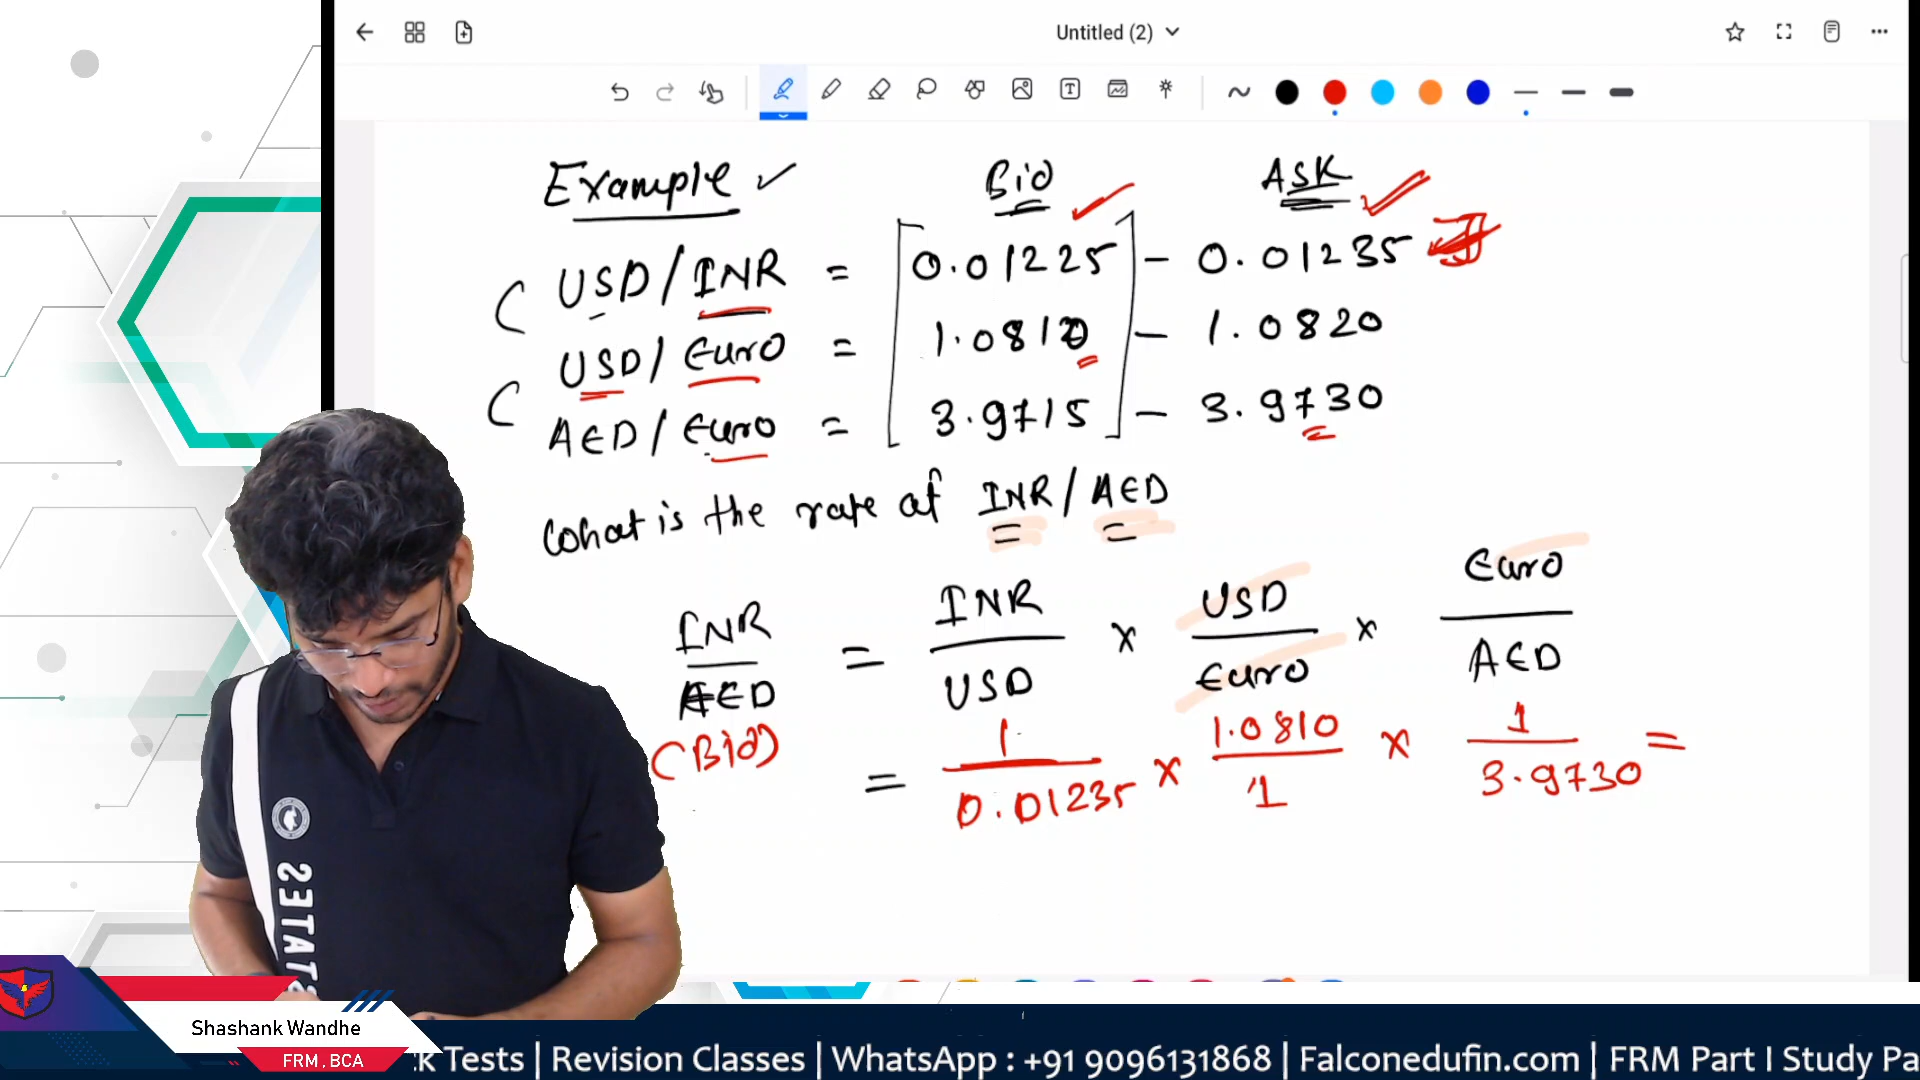 Untitled (2)
Example Bid ASK
USD/INR = 0.01225 - 0.01235
USD/Euro = 1.0810 - 1.0820
AED/Euro = 3.9715 - 3.9730
What is the rate of INR/AED
INR/AED = INR/USD x USD/Euro x Euro/AED
(Bid) = 1/0.01235 x 1.0810/1 x 1/3.9730 =
STATE
Shashank Wandhe
FRM, BCA
ck Tests | Revision Classes | WhatsApp : +91 9096131868 | Falconedufin.com | FRM Part I Study Pa